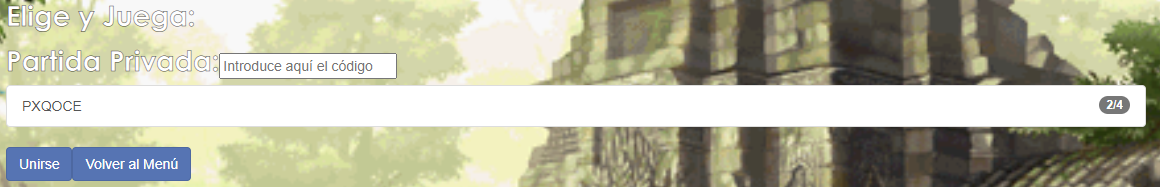 Elige y Juega:
Partida Privada: Introduce aquí el código
PXQOCE 2/4
Unirse Volver al Menú